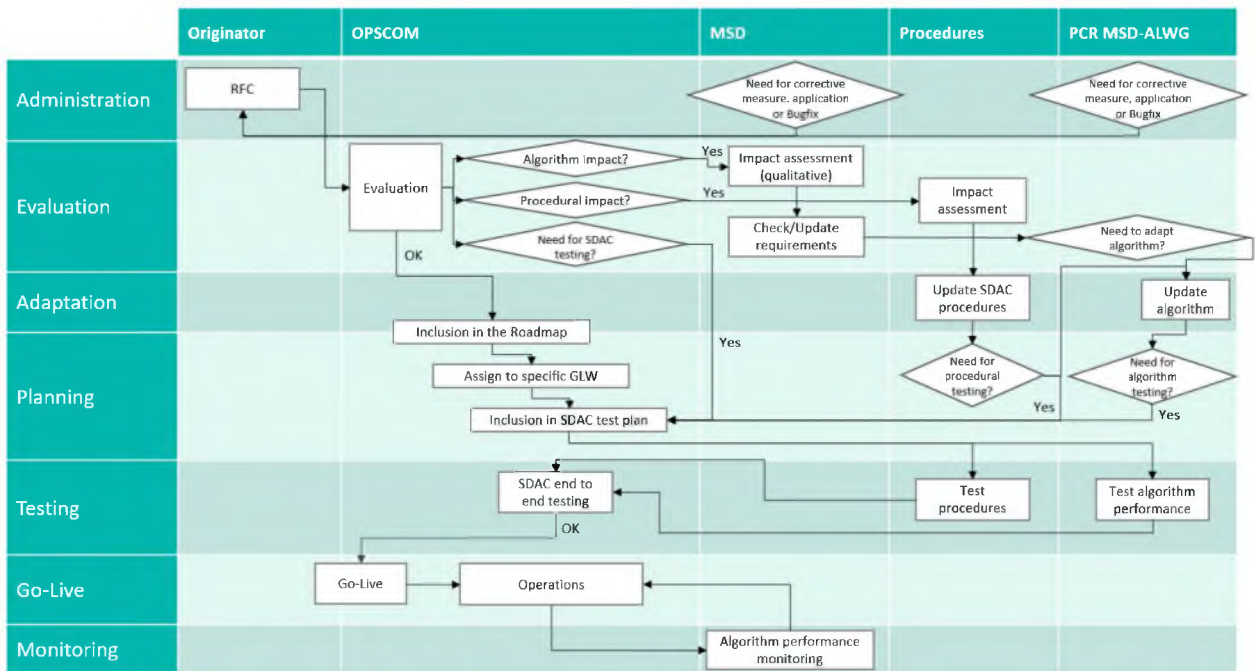 Originator
OPSCOM
MSD
Procedures
PCR MSD-ALWG
Administration
RFC
Need for corrective
measure, application
or Bugfix
Need for corrective
measure, application
or Bugfix
Evaluation
Evaluation
Algorithm impact?
Yes
Impact assessment
(qualitative)
Procedural impact?
Yes
Impact
assessment
Need for SDAC
testing?
Check/Update
requirements
Need to adapt
algorithm?
OK
Adaptation
Update SDAC
procedures
Update
algorithm
Inclusion in the Roadmap
Yes
Planning
Assign to specific GLW
Need for
procedural
testing?
Need for
algorithm
testing?
Inclusion in SDAC test plan
Yes
Yes
Testing
SDAC end to
end testing
Test
procedures
Test algorithm
performance
OK
Go-Live
Go-Live
Operations
Monitoring
Algorithm performance
monitoring